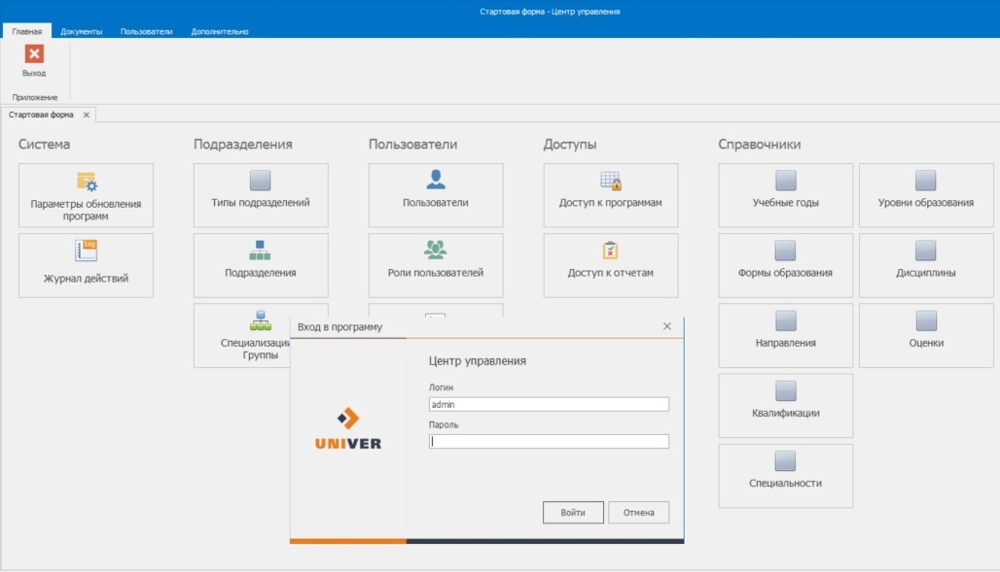 Стартовая форма - Центр управления
Главная Документы Пользователи Дополнительно
Выход
Приложение
Стартовая форма
Система
Параметры обновления
программ
Log
Журнал действий
Подразделения
Типы подразделений
Подразделения
Специализации
Группы
Пользователи
Пользователи
Роли пользователей
Доступы
Доступ к программам
Доступ к отчетам
Справочники
Учебные годы
Уровни образования
Формы образования
Дисциплины
Направления
Оценки
Квалификации
Специальности
Вход в программу
UNIVER
Центр управления
Логин
admin
Пароль
Войти
Отмена